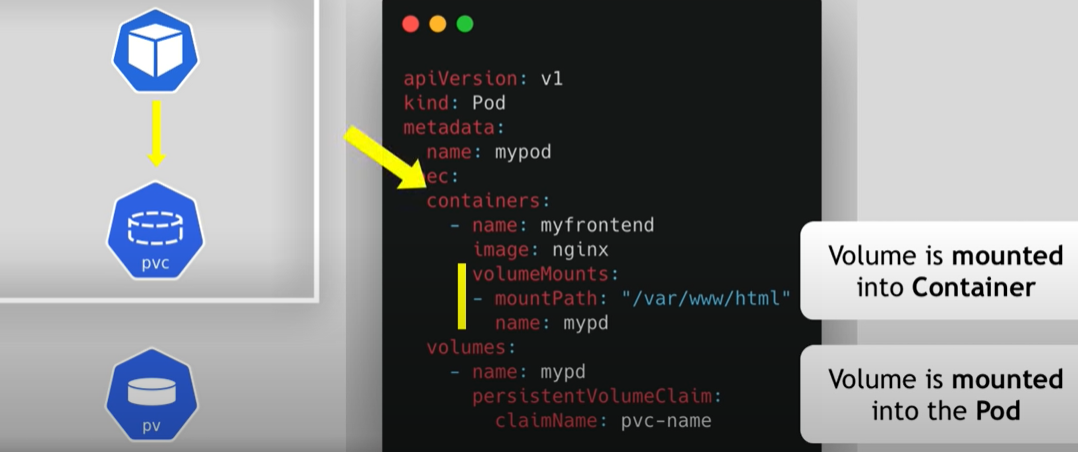 pvc
pv
apiVersion: v1
kind: Pod
metadata:
name: mypod
ec:
containers:
- name: myfrontend
image: nginx
volumeMounts:
- mountPath: "/var/www/html"
name: mypd
volumes:
- name: mypd
persistentVolumeClaim:
claimName: pvc-name
Volume is mounted
into Container
Volume is mounted
into the Pod